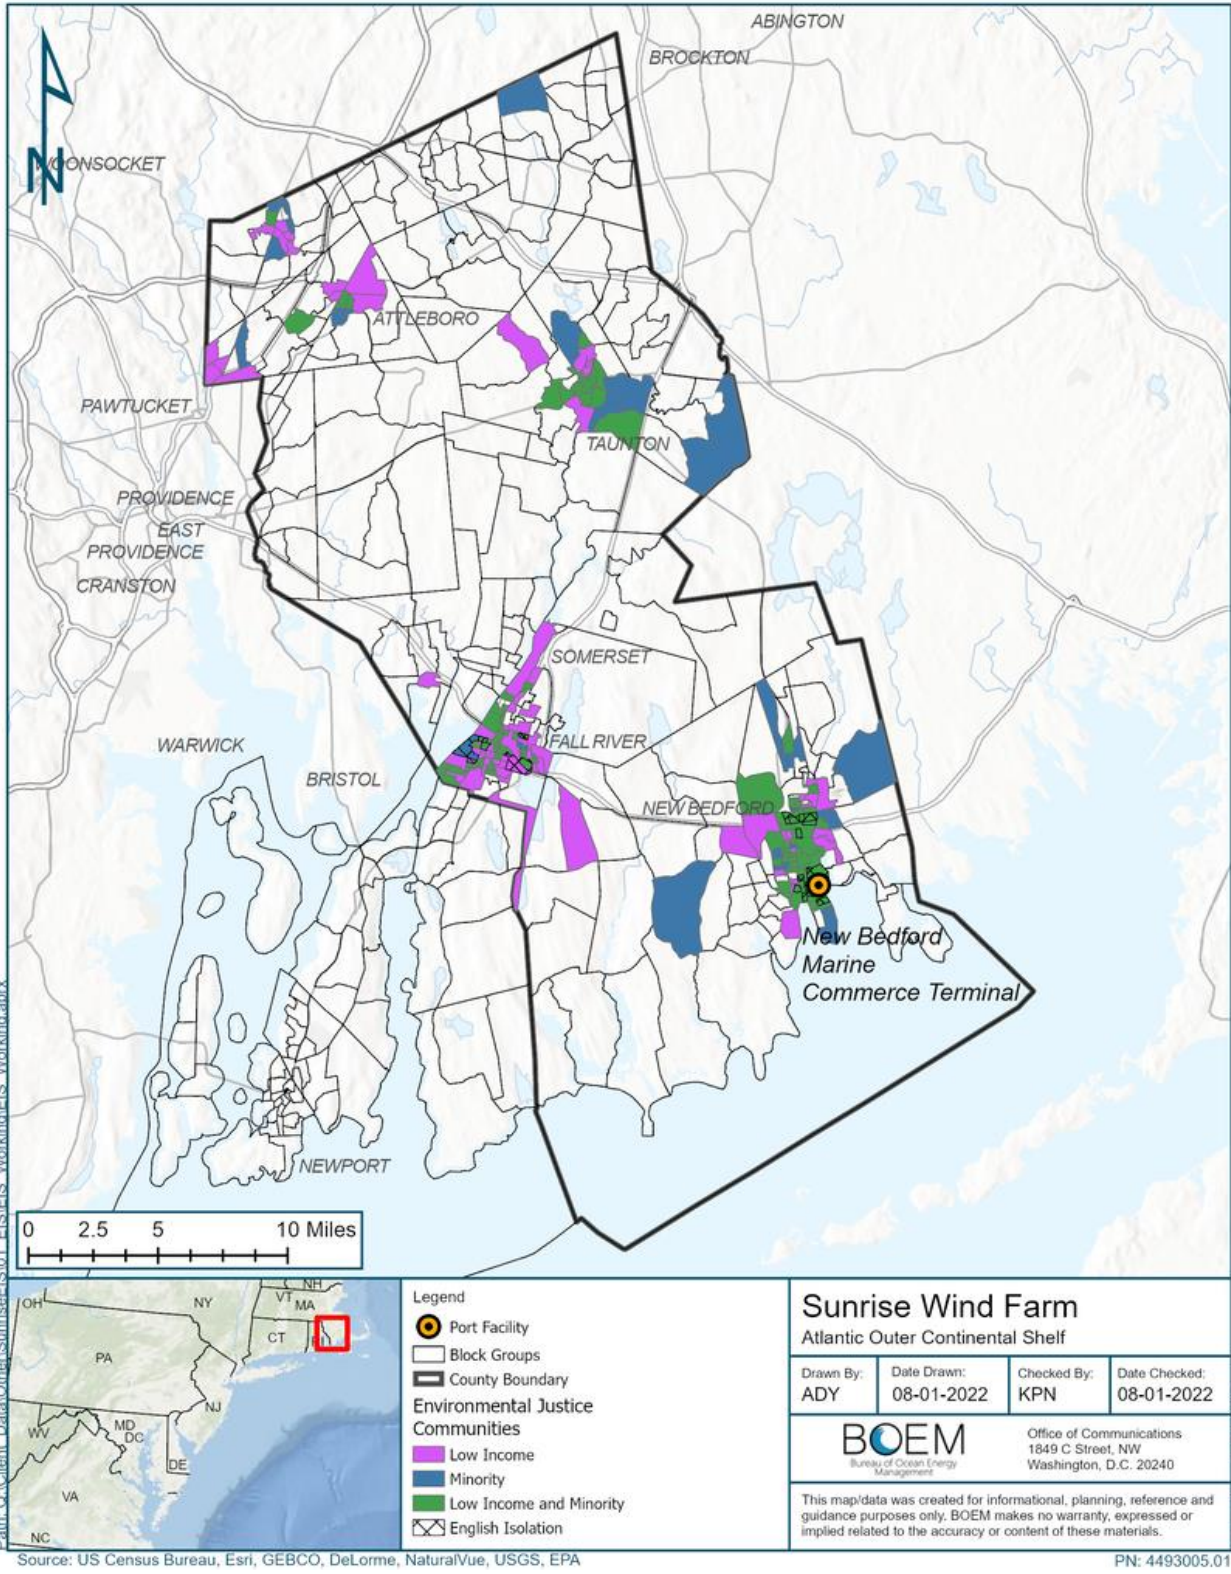 ABINGTON
BROCKTON
N
WOONSOCKET
ATTLEBORO
PAWTUCKET
TAUNTON
PROVIDENCE
EAST
PROVIDENCE
CRANSTON
SOMERSET
WARWICK
FALL RIVER
BRISTOL
NEW BEDFORD
New Bedford
Marine
Commerce Terminal
NEWPORT
0 2.5 5 10 Miles
OH
NY
VT
NH
MA
CT
RI
PA
NJ
WV
MD
DC
DE
VA
NC
Legend
Port Facility
Block Groups
County Boundary
Environmental Justice
Communities
Low Income
Minority
Low Income and Minority
English Isolation
Sunrise Wind Farm
Atlantic Outer Continental Shelf
Drawn By:
ADY
Date Drawn:
08-01-2022
Checked By:
KPN
Date Checked:
08-01-2022
BOEM
Bureau of Ocean Energy
Management
Office of Communications
1849 C Street, NW
Washington, D.C. 20240
This map/data was created for informational, planning, reference and
guidance purposes only. BOEM makes no warranty, expressed or
implied related to the accuracy or content of these materials.
Source: US Census Bureau, Esri, GEBCO, DeLorme, NaturalVue, USGS, EPA
PN: 4493005.01